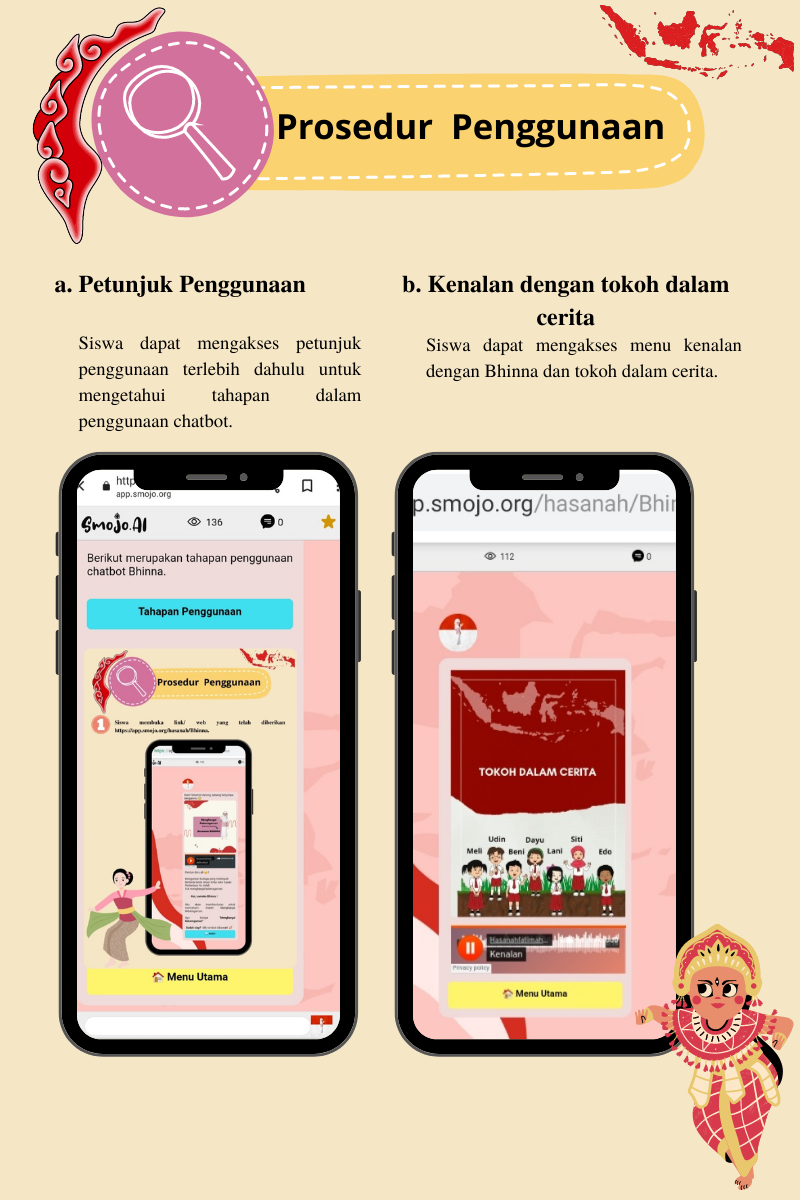 Prosedur Penggunaan
a. Petunjuk Penggunaan
Siswa dapat mengakses petunjuk
penggunaan terlebih dahulu untuk
mengetahui tahapan dalam
penggunaan chatbot.
b. Kenalan dengan tokoh dalam
cerita
Siswa dapat mengakses menu kenalan
dengan Bhinna dan tokoh dalam cerita.
http
app.smojo.org
Smojo.AI
136
0
Berikut merupakan tahapan penggunaan
chatbot Bhinna.
Tahapan Penggunaan
Prosedur Penggunaan
1
Siswa membuka link/ web yang telah diberikan
https://app.smojo.org/hasanah/Bhinna.
Menu Utama
p.smojo.org/hasanah/Bhin
112
0
TOKOH DALAM CERITA
Udin Dayu Siti
Meli Beni Lani Edo
Hasanahfatimah...
Kenalan
Privacy policy
Menu Utama